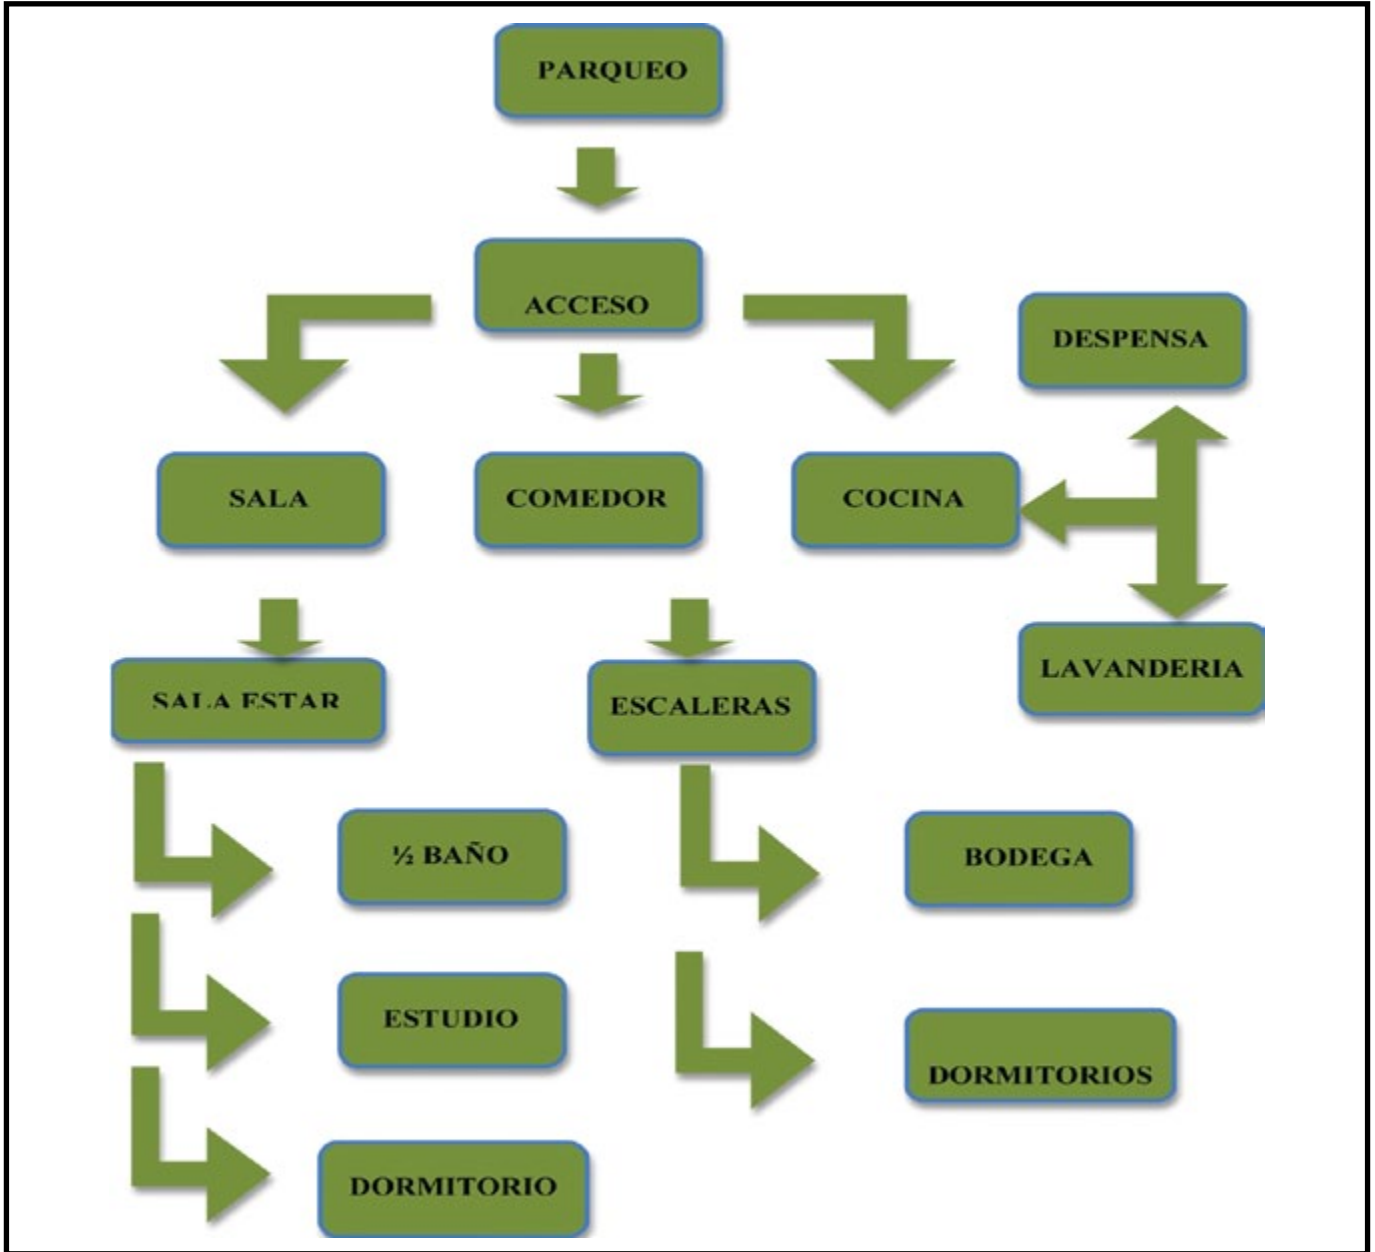 PARQUEO
ACCESO
DESPENSA
SALA
COMEDOR
COCINA
LAVANDERIA
SALA ESTAR
ESCALERAS
½ BAÑO
BODEGA
ESTUDIO
DORMITORIOS
DORMITORIO